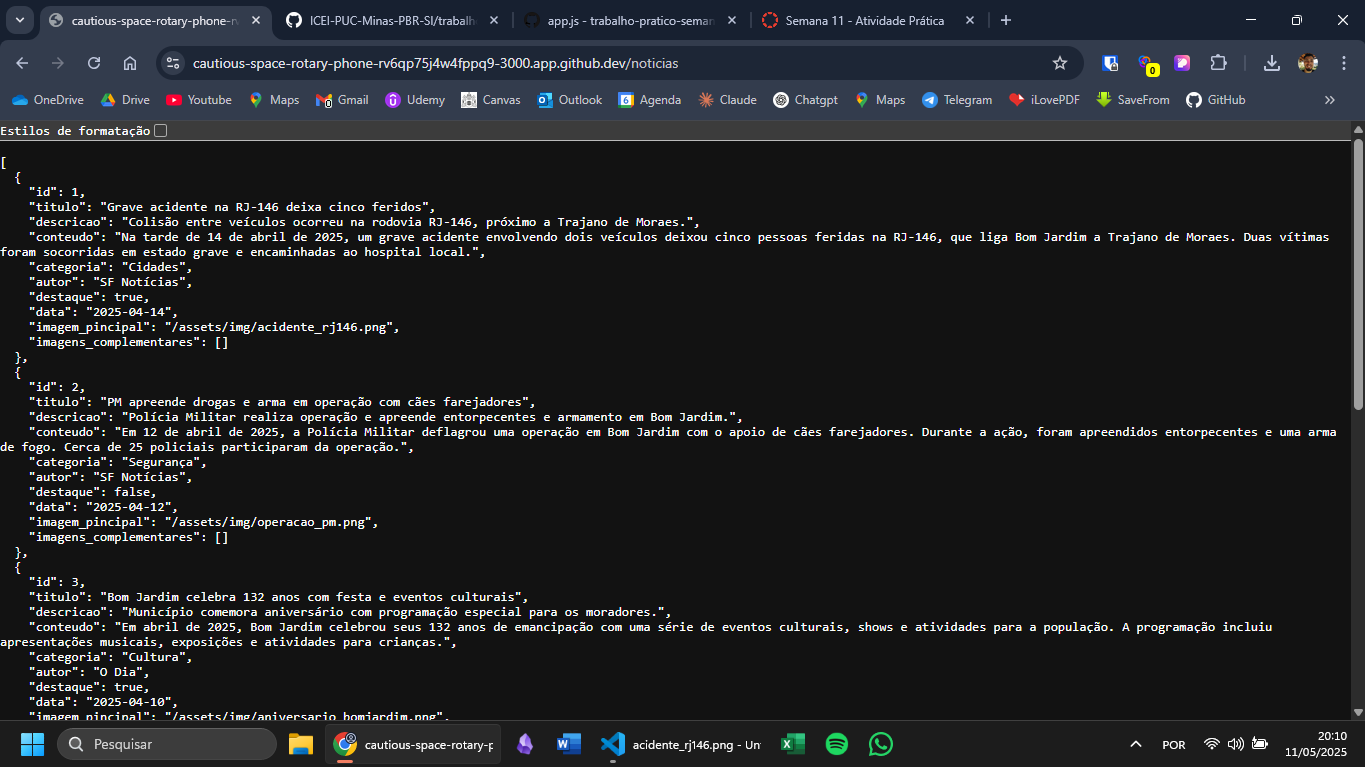 cautious-space-rotary-phone-rv
ICEI-PUC-Minas-PBR-SI/trabalh
app.js - trabalho-pratico-seman
Semana 11 - Atividade Prática
cautious-space-rotary-phone-rv6qp75j4w4fppq9-3000.app.github.dev/noticias
0
OneDrive
Drive
Youtube
Maps
Gmail
Udemy
Canvas
Outlook
6 Agenda
Claude
Chatgpt
Maps
Telegram
iLovePDF
SaveFrom
GitHub
»
Estilos de formatação
[
{
"id": 1,
"titulo": "Grave acidente na RJ-146 deixa cinco feridos",
"descricao": "Colisão entre veículos ocorreu na rodovia RJ-146, próximo a Trajano de Moraes.",
"conteudo": "Na tarde de 14 de abril de 2025, um grave acidente envolvendo dois veículos deixou cinco pessoas feridas na RJ-146, que liga Bom Jardim a Trajano de Moraes. Duas vítimas
foram socorridas em estado grave e encaminhadas ao hospital local.",
"categoria": "Cidades",
"autor": "SF Notícias",
"destaque": true,
"data": "2025-04-14",
"imagem_pincipal": "/assets/img/acidente_rj146.png",
"imagens_complementares": []
},
{
"id": 2,
"titulo": "PM apreende drogas e arma em operação com cães farejadores",
"descricao": "Polícia Militar realiza operação e apreende entorpecentes e armamento em Bom Jardim.",
"conteudo": "Em 12 de abril de 2025, a Polícia Militar deflagrou uma operação em Bom Jardim com o apoio de cães farejadores. Durante a ação, foram apreendidos entorpecentes e uma arma
de fogo. Cerca de 25 policiais participaram da operação.",
"categoria": "Segurança",
"autor": "SF Notícias",
"destaque": false,
"data": "2025-04-12",
"imagem_pincipal": "/assets/img/operacao_pm.png",
"imagens_complementares": []
},
{
"id": 3,
"titulo": "Bom Jardim celebra 132 anos com festa e eventos culturais",
"descricao": "Município comemora aniversário com programação especial para os moradores.",
"conteudo": "Em abril de 2025, Bom Jardim celebrou seus 132 anos de emancipação com uma série de eventos culturais, shows e atividades para a população. A programação incluiu
apresentações musicais, exposições e atividades para crianças.",
"categoria": "Cultura",
"autor": "O Dia",
"destaque": true,
"data": "2025-04-10",
"imagem_pincipal": "/assets/img/aniversario_bomjardim.png",
Pesquisar
cautious-space-rotary-p
acidente_rj146.png - Un
POR
20:10
11/05/2025